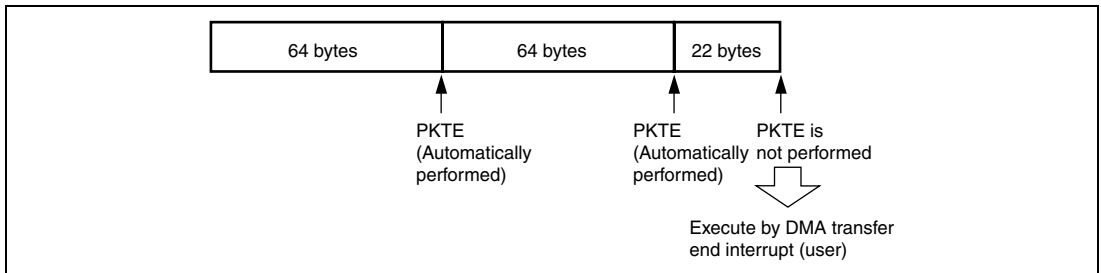 64 bytes 64 bytes 22 bytes
PKTE
(Automatically
performed)
PKTE
(Automatically
performed)
PKTE is
not performed
Execute by DMA transfer
end interrupt (user)